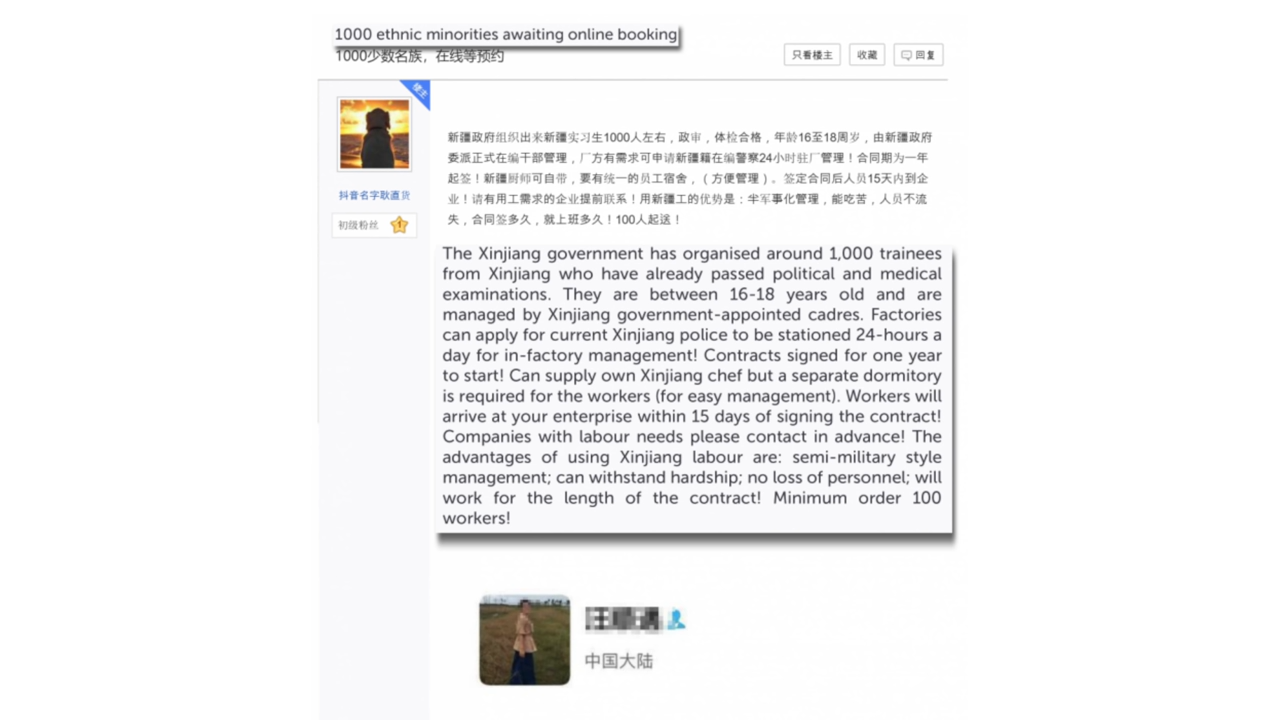 1000 ethnic minorities awaiting online booking
1000少数名族，在线等预约
只看楼主
收藏
回复
楼主
新疆政府组织出来新疆实习生1000人左右，政审，体检合格，年龄16至18周岁，由新疆政府
委派正式在编干部管理，厂方有需求可申请新疆籍在编警察24小时驻厂管理！合同期为一年
起签！新疆厨师可自带，要有统一的员工宿舍，（方便管理）。签定合同后人员15天内到企
业！请有用工需求的企业提前联系！用新疆工的优势是：半军事化管理，能吃苦，人员不流
失，合同签多久，就上班多久！100人起送！
抖音名字耿直货
初级粉丝
1
The Xinjiang government has organised around 1,000 trainees
from Xinjiang who have already passed political and medical
examinations. They are between 16-18 years old and are
managed by Xinjiang government-appointed cadres. Factories
can apply for current Xinjiang police to be stationed 24-hours a
day for in-factory management! Contracts signed for one year
to start! Can supply own Xinjiang chef but a separate dormitory
is required for the workers (for easy management). Workers will
arrive at your enterprise within 15 days of signing the contract!
Companies with labour needs please contact in advance! The
advantages of using Xinjiang labour are: semi-military style
management; can withstand hardship; no loss of personnel; will
work for the length of the contract! Minimum order 100
workers!
中国大陆